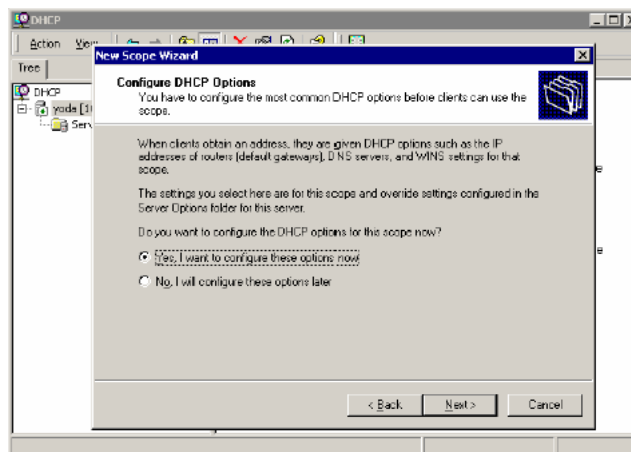 DHCP
Action View
New Scope Wizard
Tree
DHCP
yoda [1
Serv
Configure DHCP Options
You have to configure the most common DHCP options before clients can use the
scope.
When clients obtain an address, they are given DHCP options such as the IP
addresses of routers (default gateways), DNS servers, and WINS settings for that
scope.
The settings you select here are for this scope and override settings configured in the
Server Options folder for this server.
Do you want to configure the DHCP options for this scope now?
Yes, I want to configure these options now
No, I will configure these options later
< Back
Next >
Cancel